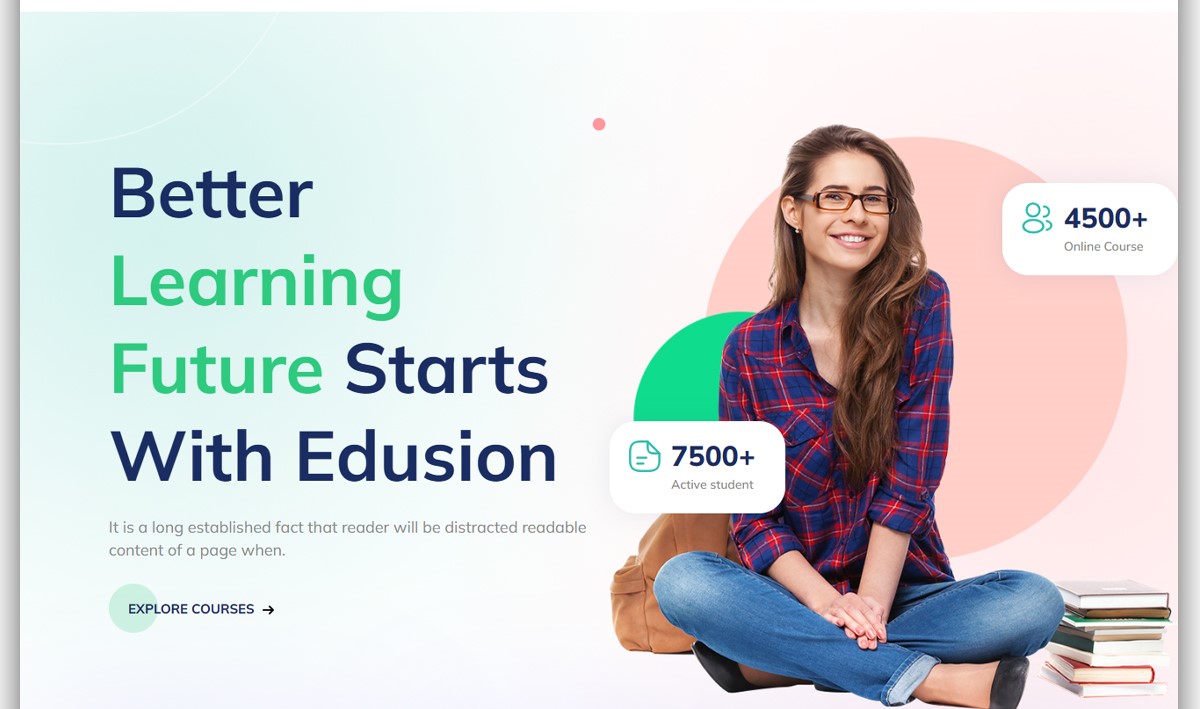 Better
Learning
Future Starts
With Edusion
It is a long established fact that reader will be distracted readable
content of a page when.
EXPLORE COURSES
4500+
Online Course
7500+
Active student